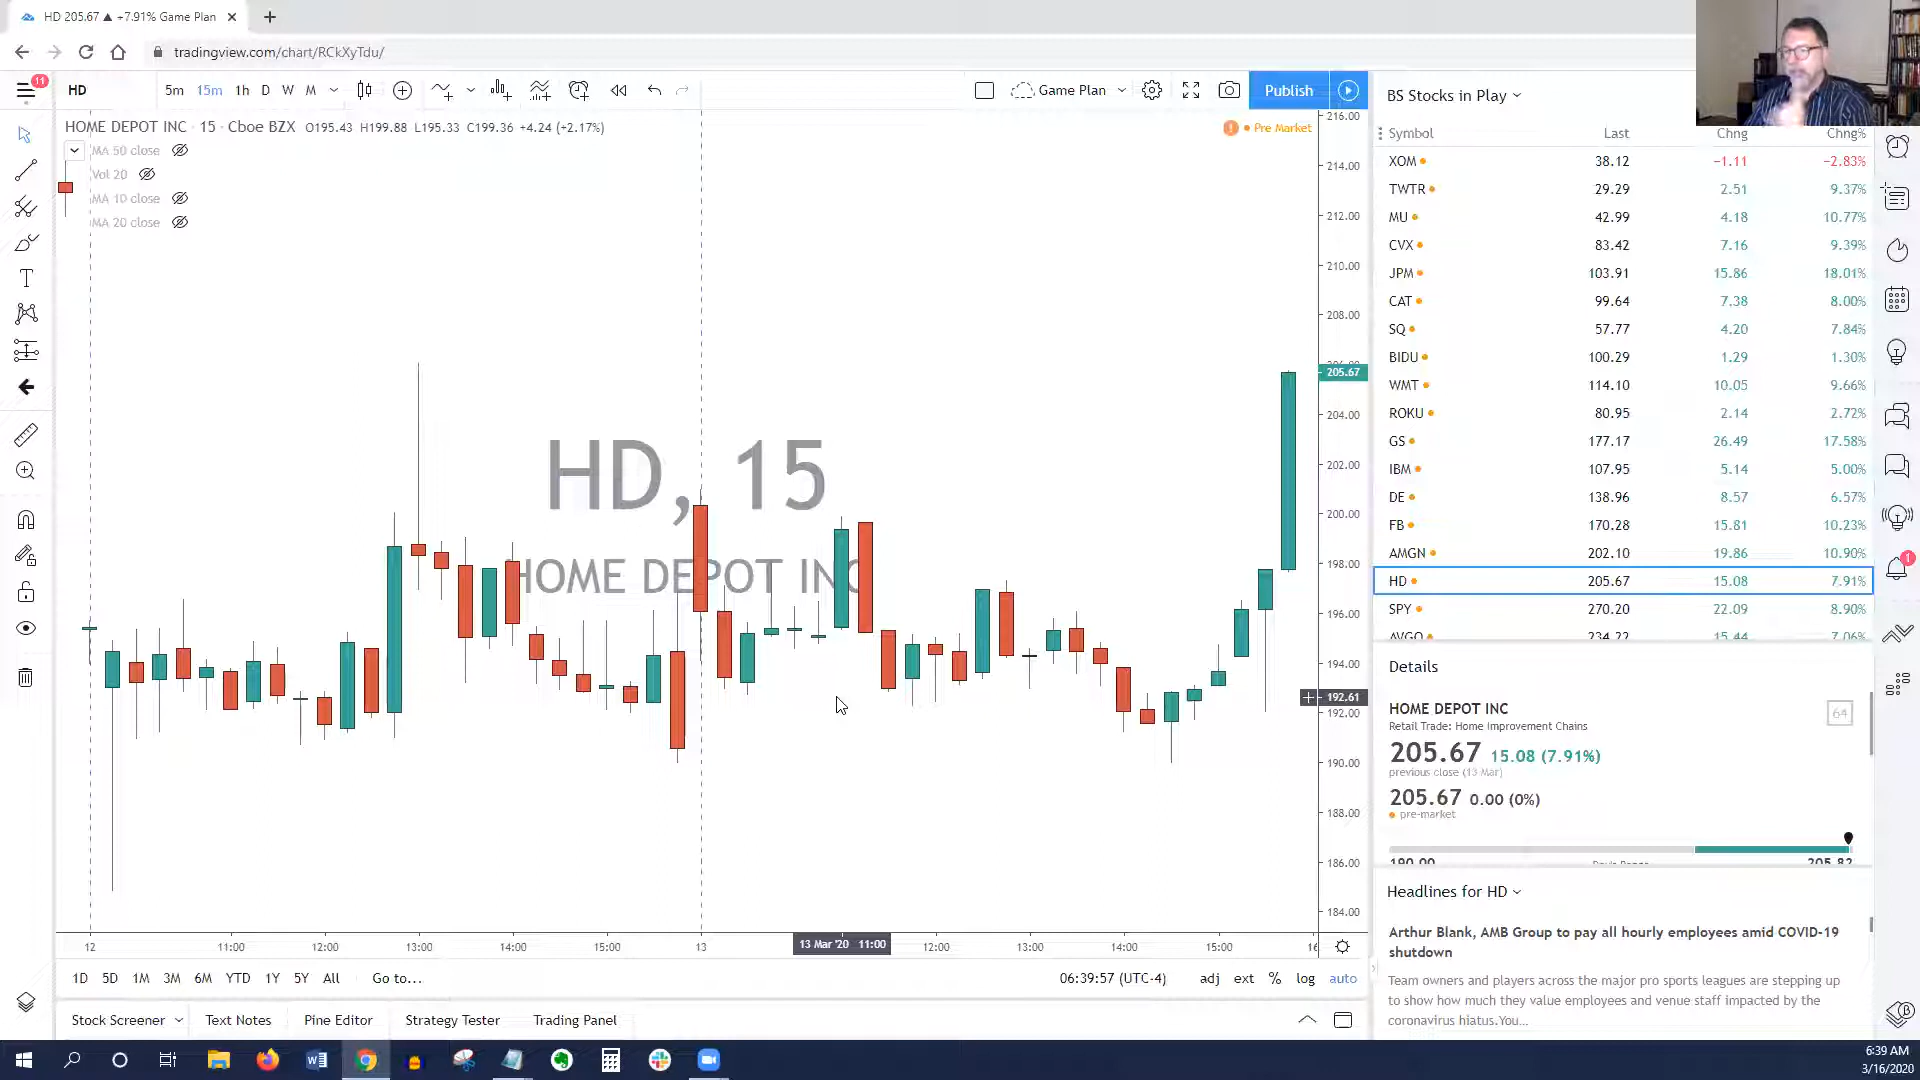 HD 205.67 ▲ +7.91% Game Plan
tradingview.com/chart/RCkXyTdu/
11
HD 5m 15m 1h D W M Game Plan Publish
HOME DEPOT INC · 15 · Cboe BZX O195.43 H199.88 L195.33 C199.36 +4.24 (+2.17%)
Pre Market
MA 50 close
Vol 20
MA 10 close
MA 20 close
HD, 15
HOME DEPOT INC
216.00
214.00
212.00
210.00
208.00
205.67
204.00
202.00
200.00
198.00
196.00
194.00
192.61
192.00
190.00
188.00
186.00
184.00
12 11:00 12:00 13:00 14:00 15:00 13 13 Mar '20 11:00 12:00 13:00 14:00 15:00 16
1D 5D 1M 3M 6M YTD 1Y 5Y All Go to... 06:39:57 (UTC-4) adj ext % log auto
Stock Screener Text Notes Pine Editor Strategy Tester Trading Panel
BS Stocks in Play
Symbol Last Chng Chng%
XOM 38.12 −1.11 −2.83%
TWTR 29.29 2.51 9.37%
MU 42.99 4.18 10.77%
CVX 83.42 7.16 9.39%
JPM 103.91 15.86 18.01%
CAT 99.64 7.38 8.00%
SQ 57.77 4.20 7.84%
BIDU 100.29 1.29 1.30%
WMT 114.10 10.05 9.66%
ROKU 80.95 2.14 2.72%
GS 177.17 26.49 17.58%
IBM 107.95 5.14 5.00%
DE 138.96 8.57 6.57%
FB 170.28 15.81 10.23%
AMGN 202.10 19.86 10.90%
HD 205.67 15.08 7.91%
SPY 270.20 22.09 8.90%
AVGO 234.22 15.44 7.06%
1
Details
HOME DEPOT INC
64
Retail Trade: Home Improvement Chains
205.67 15.08 (7.91%)
previous close (13 Mar)
205.67 0.00 (0%)
pre-market
190.00 Day's Range 205.82
Headlines for HD
Arthur Blank, AMB Group to pay all hourly employees amid COVID-19
shutdown
Team owners and players across the major pro sports leagues are stepping up
to show how much they value employees and venue staff impacted by the
coronavirus hiatus.You...
6:39 AM
3/16/2020